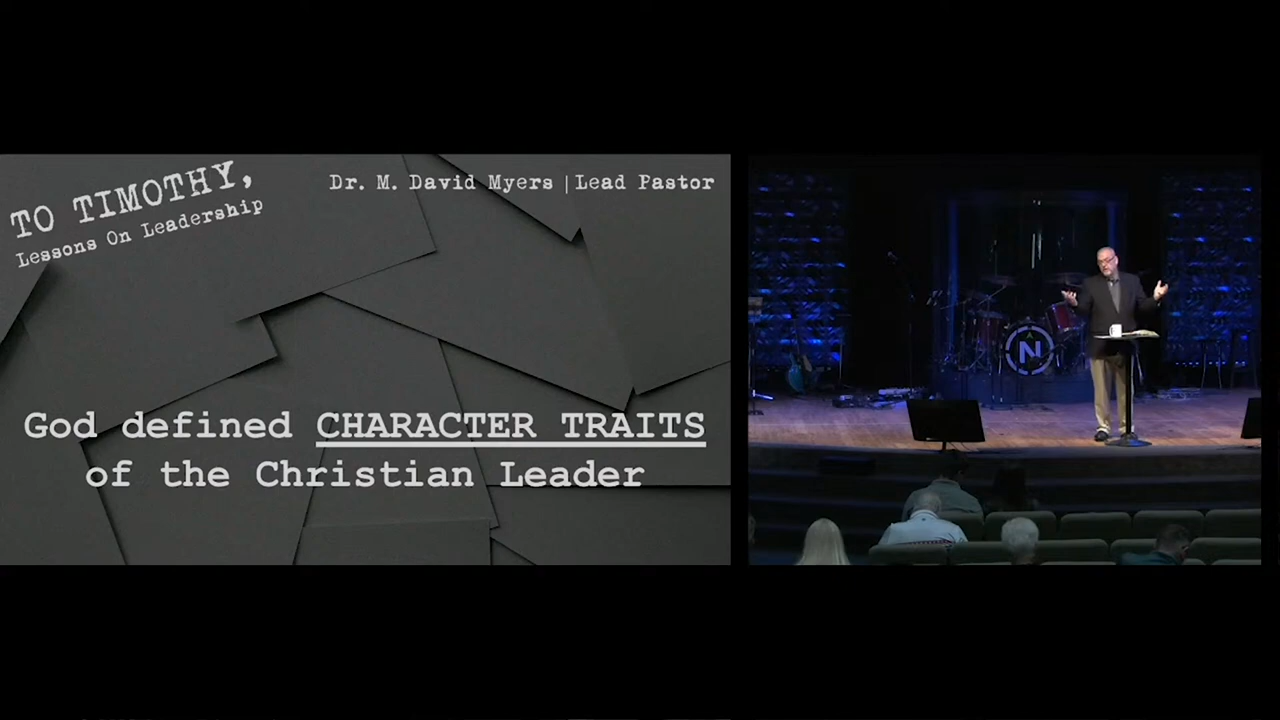 TO TIMOTHY,
Lessons On Leadership
Dr. M. David Myers | Lead Pastor
God defined CHARACTER TRAITS
of the Christian Leader
N